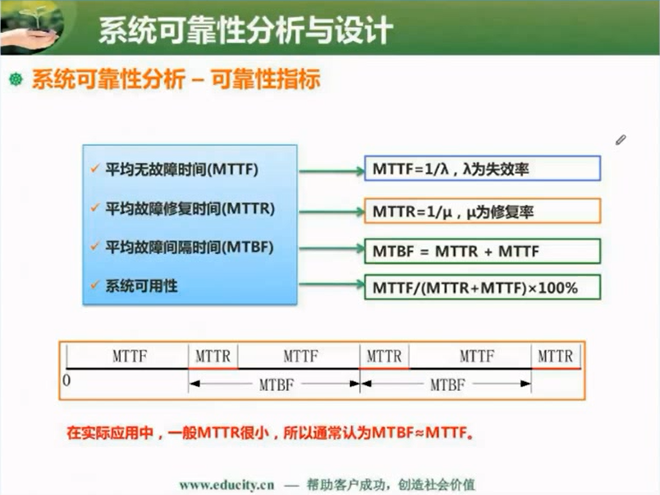 系统可靠性分析与设计
系统可靠性分析 – 可靠性指标
平均无故障时间(MTTF)
MTTF=1/λ，λ为失效率
平均故障修复时间(MTTR)
MTTR=1/μ，μ为修复率
平均故障间隔时间(MTBF)
MTBF = MTTR + MTTF
系统可用性
MTTF/(MTTR+MTTF)×100%
MTTF MTTR MTTF MTTR MTTF MTTR
0
MTBF MTBF
在实际应用中，一般MTTR很小，所以通常认为MTBF≈MTTF。
www.educity.cn — 帮助客户成功，创造社会价值